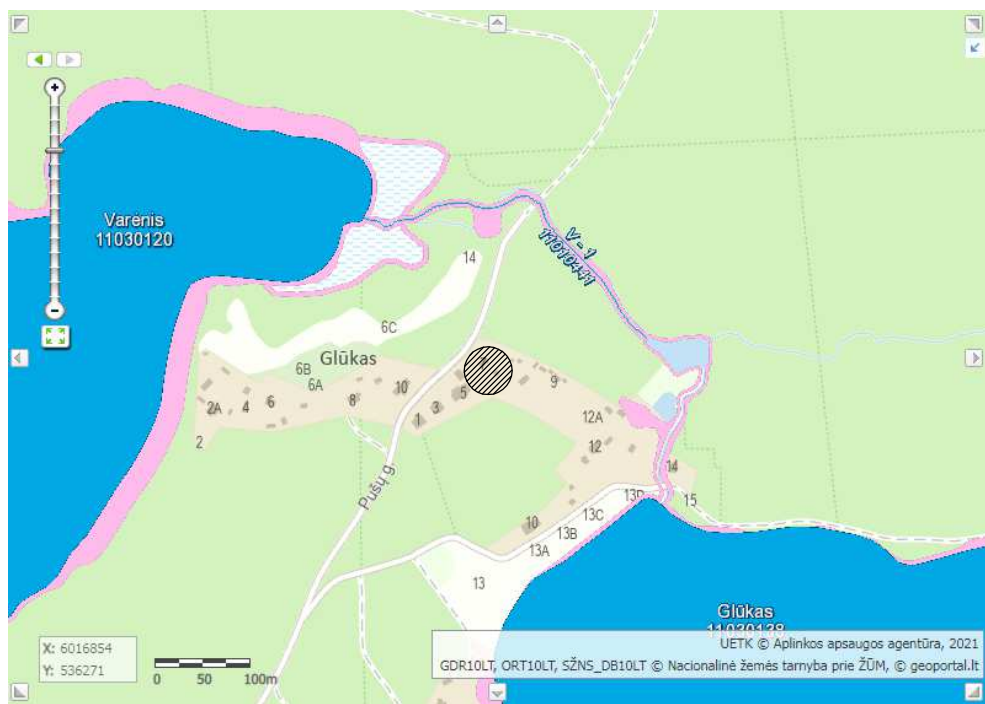 Varėnis
11030120
V - 1
11010441
14
6C
Glūkas
6B
6A
10
8
9
5
3
1
2A
4
6
2
12A
12
Pušų g.
14
15
13D
13C
13B
13A
10
13
Glūkas
11030138
X: 6016854
Y: 536271
0 50 100m
UETK © Aplinkos apsaugos agentūra, 2021
GDR10LT, ORT10LT, SŽNS_DB10LT © Nacionalinė žemės tarnyba prie ŽŪM, © geoportal.lt